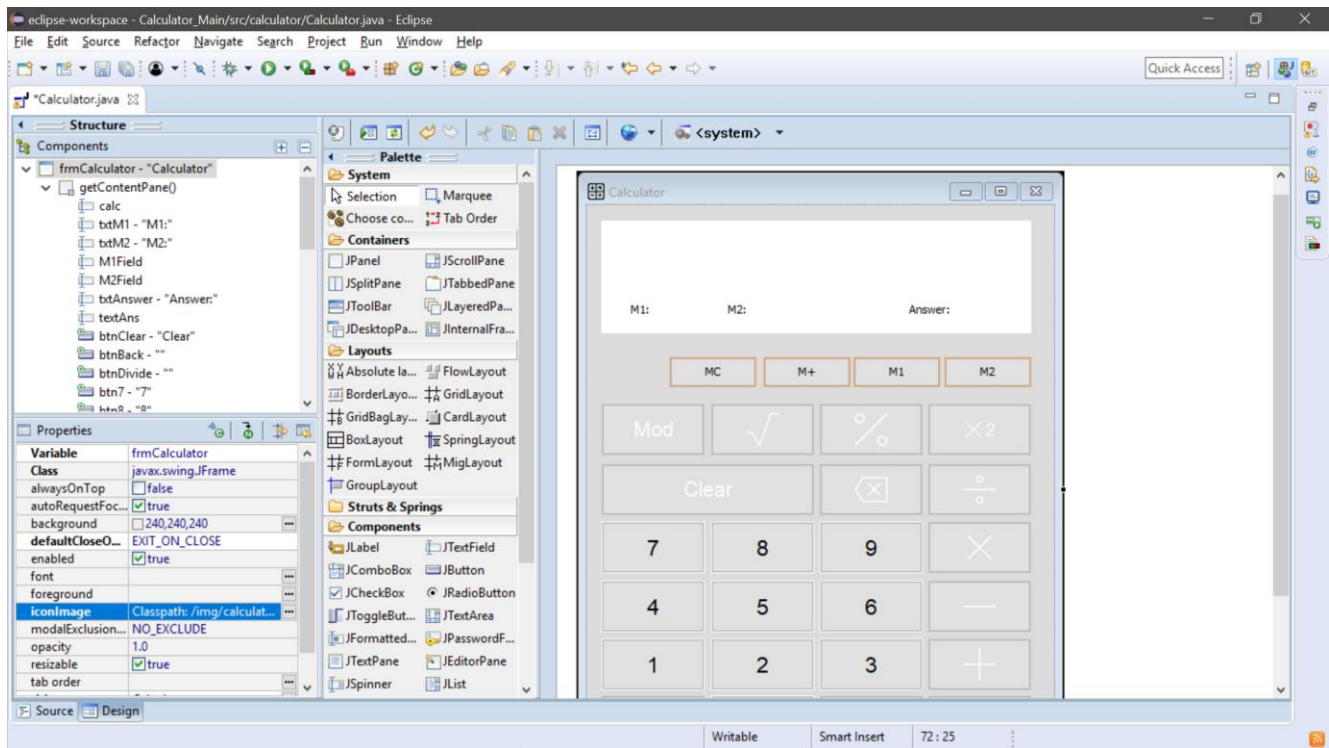 eclipse-workspace - Calculator_Main/src/calculator/Calculator.java - Eclipse
File Edit Source Refactor Navigate Search Project Run Window Help
Quick Access
*Calculator.java
Structure
Components
frmCalculator - "Calculator"
getContentPane()
calc
txtM1 - "M1:"
txtM2 - "M2:"
M1Field
M2Field
txtAnswer - "Answer:"
textAns
btnClear - "Clear"
btnBack - ""
btnDivide - ""
btn7 - "7"
btn8 - "8"
Properties
Variable frmCalculator
Class javax.swing.JFrame
alwaysOnTop false
autoRequestFoc... true
background 240,240,240
defaultCloseO... EXIT_ON_CLOSE
enabled true
font
foreground
iconImage Classpath: /img/calculat...
modalExclusion... NO_EXCLUDE
opacity 1.0
resizable true
tab order
<system>
Palette
System
Selection Marquee
Choose co... Tab Order
Containers
JPanel JScrollPane
JSplitPane JTabbedPane
JToolBar JLayeredPa...
JDesktopPa... JInternalFra...
Layouts
Absolute la... FlowLayout
BorderLayo... GridLayout
GridBagLay... CardLayout
BoxLayout SpringLayout
FormLayout MigLayout
GroupLayout
Struts & Springs
Components
JLabel JTextField
JComboBox JButton
JCheckBox JRadioButton
JToggleBut... JTextArea
JFormatted... JPasswordF...
JTextPane JEditorPane
JSpinner JList
Calculator
M1: M2: Answer:
MC M+ M1 M2
Mod √ % ×2
Clear ÷
7 8 9 ×
4 5 6 −
1 2 3 +
Source Design
Writable Smart Insert 72 : 25